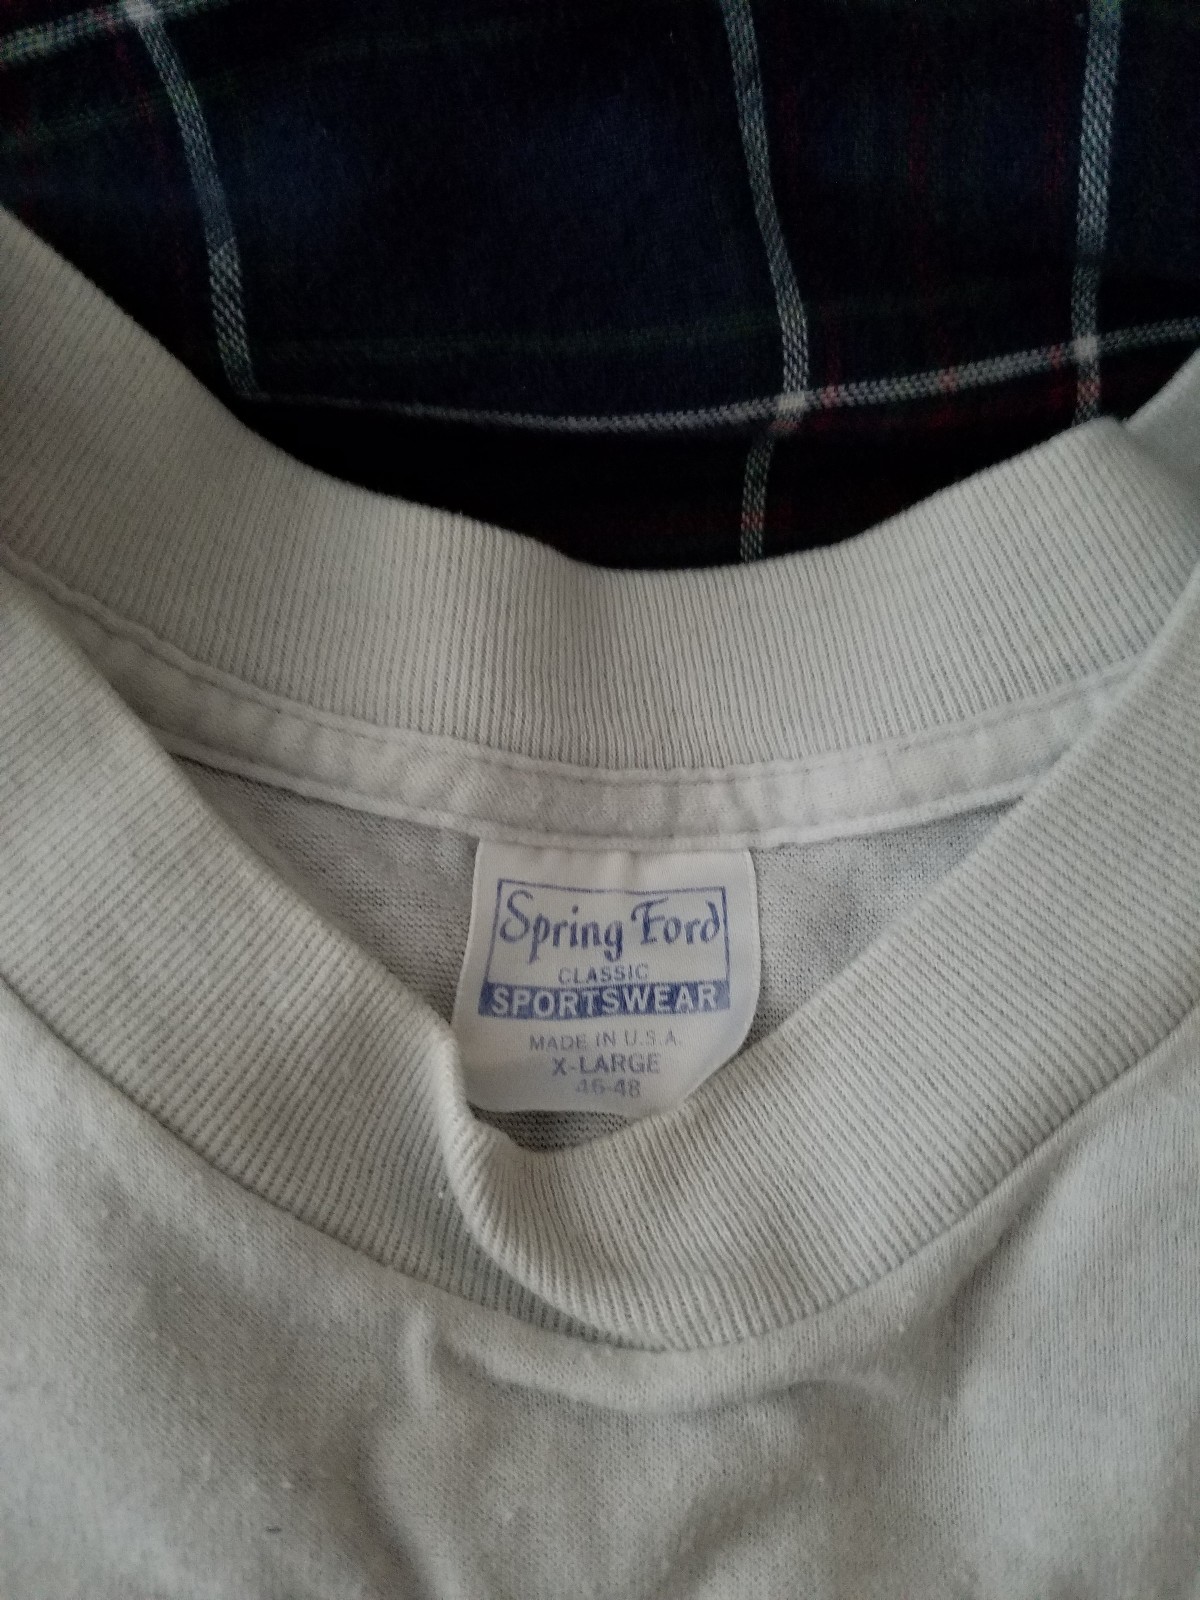 Spring Ford
CLASSIC
SPORTSWEAR
MADE IN U.S.A.
X-LARGE
46-48